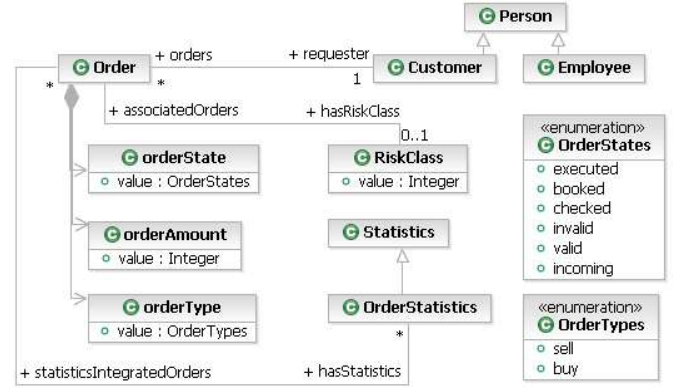 Person
+ orders
+ requester
Order
Customer
Employee
*
*
1
+ associatedOrders
+ hasRiskClass
0..1
«enumeration»
OrderStates
executed
booked
checked
invalid
valid
incoming
orderState
value : OrderStates
RiskClass
value : Integer
orderAmount
value : Integer
Statistics
orderType
value : OrderTypes
OrderStatistics
*
«enumeration»
OrderTypes
sell
buy
+ statisticsIntegratedOrders
+ hasStatistics